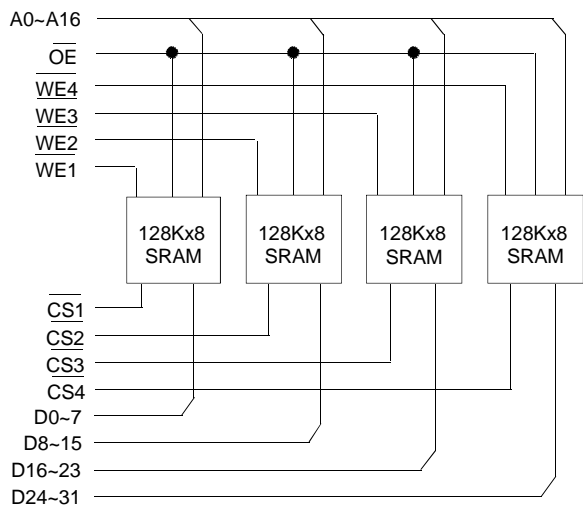 A0~A16
OE
WE4
WE3
WE2
WE1
128Kx8
SRAM
128Kx8
SRAM
128Kx8
SRAM
128Kx8
SRAM
CS1
CS2
CS3
CS4
D0~7
D8~15
D16~23
D24~31